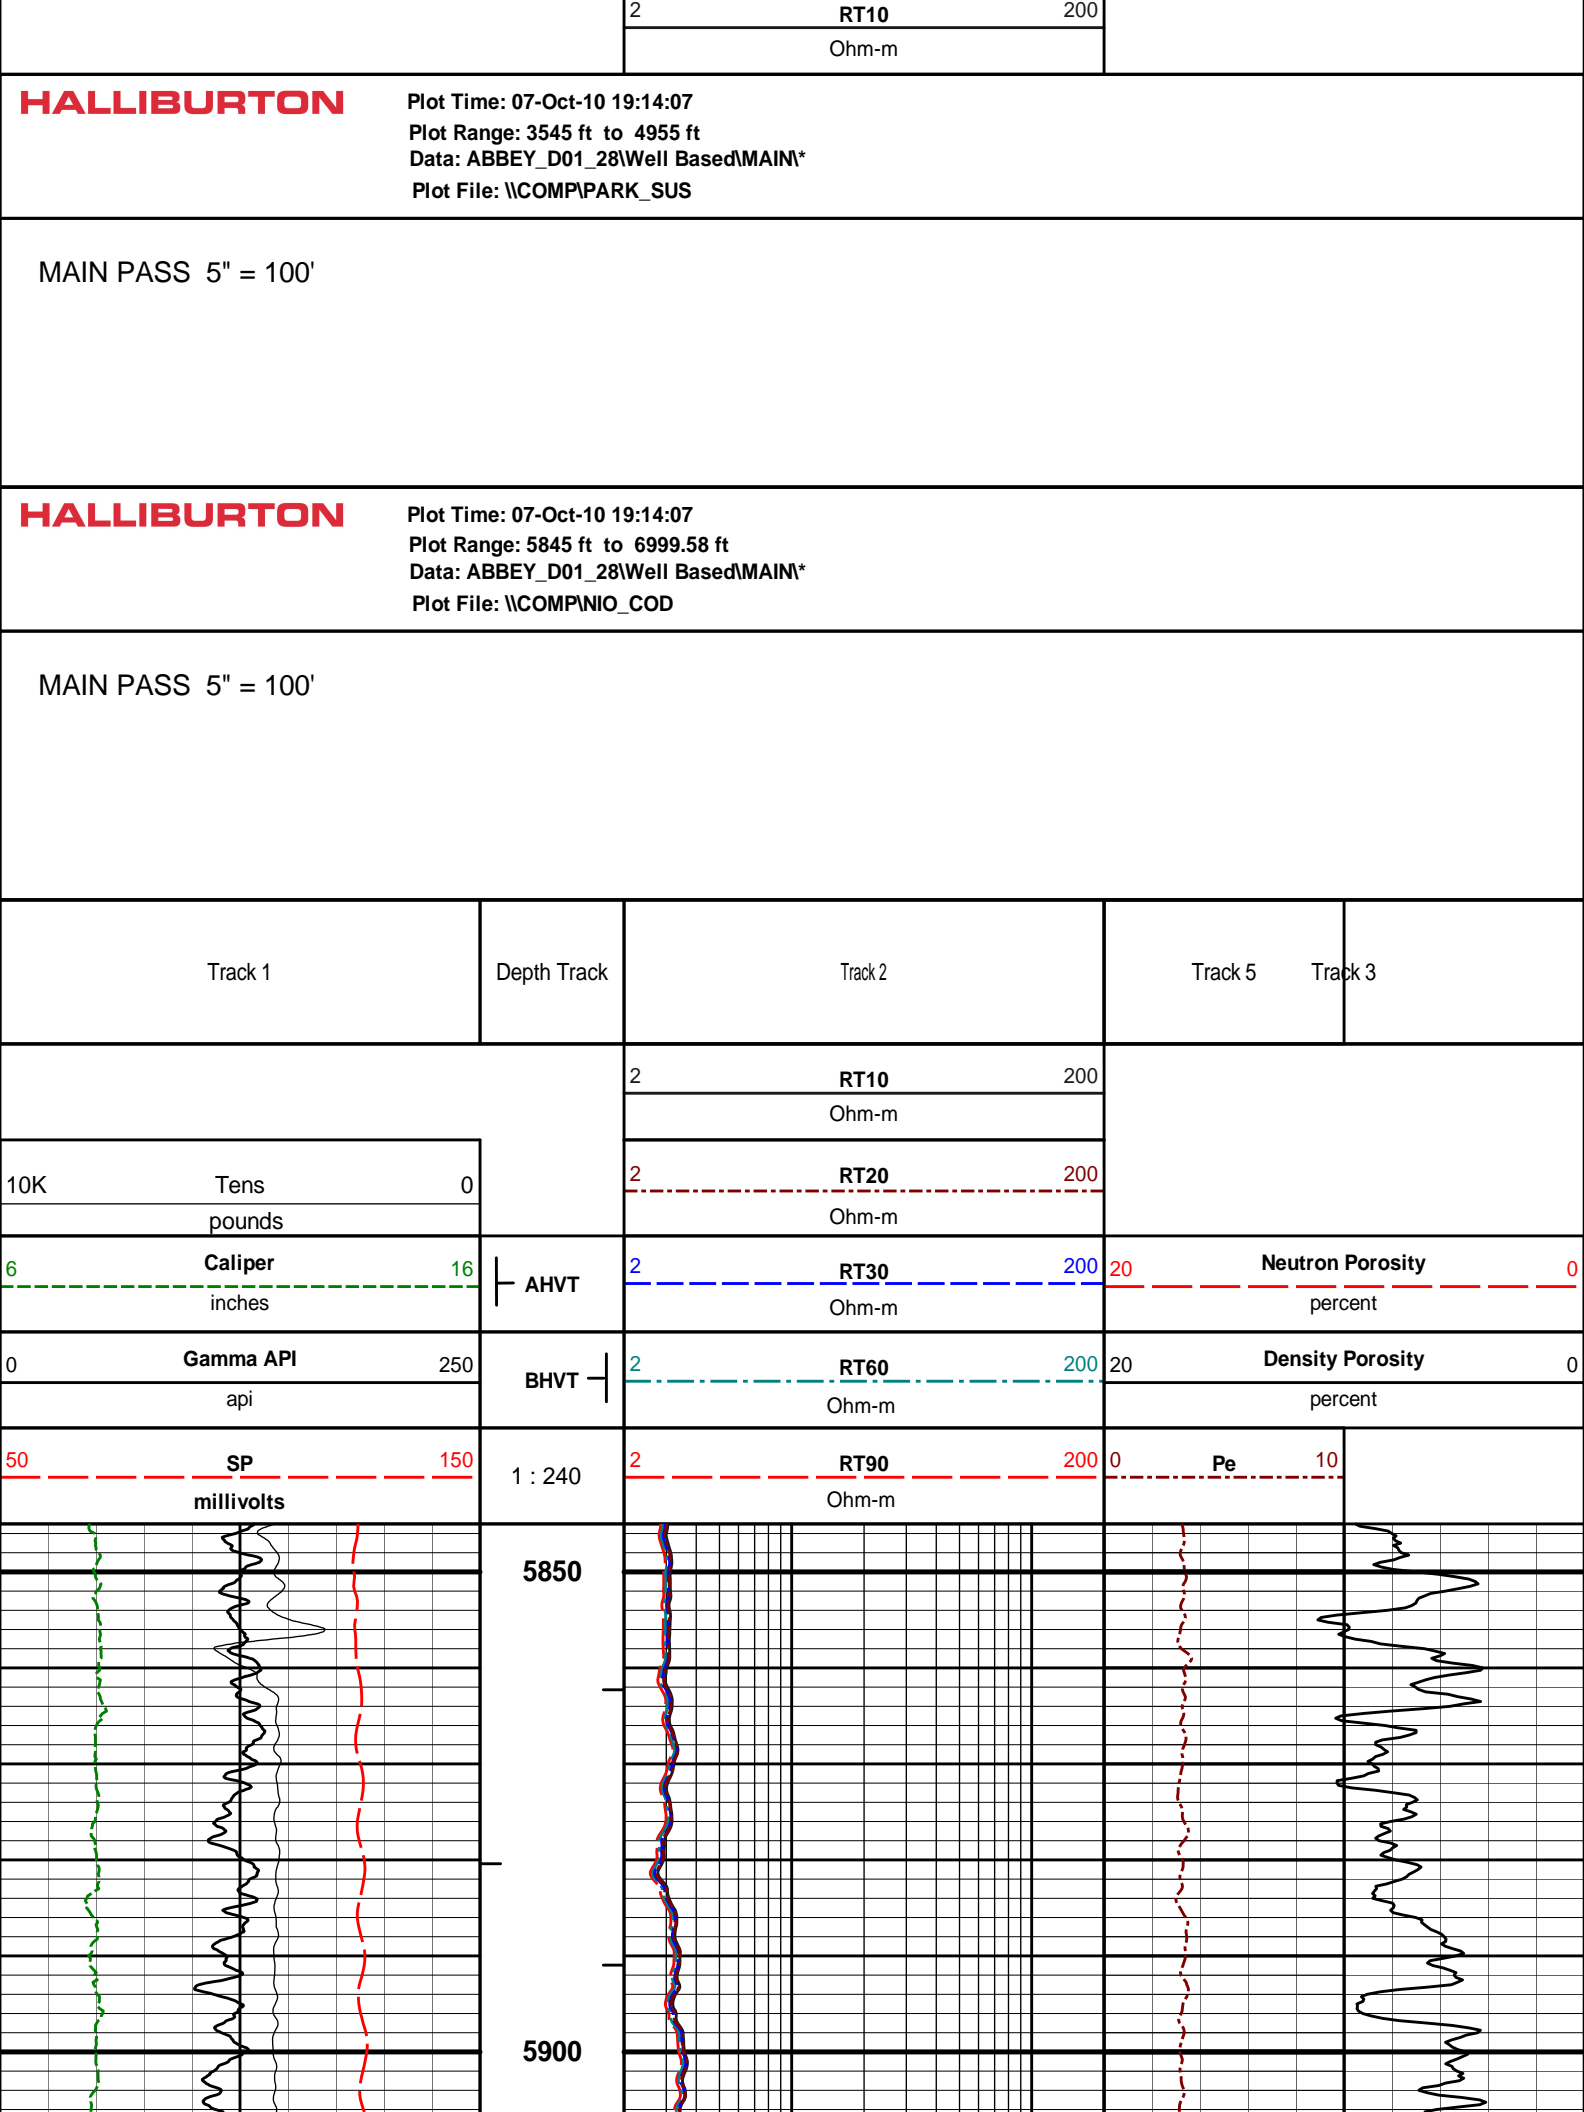 2 RT10 200
Ohm-m
HALLIBURTON
Plot Time: 07-Oct-10 19:14:07
Plot Range: 3545 ft to 4955 ft
Data: ABBEY_D01_28\Well Based\MAIN\*
Plot File: \\COMP\PARK_SUS
MAIN PASS 5" = 100'
HALLIBURTON
Plot Time: 07-Oct-10 19:14:07
Plot Range: 5845 ft to 6999.58 ft
Data: ABBEY_D01_28\Well Based\MAIN\*
Plot File: \\COMP\NIO_COD
MAIN PASS 5" = 100'
Track 1 Depth Track Track 2 Track 5 Track 3
2 RT10 200
Ohm-m
10K Tens 0
pounds
2 RT20 200
Ohm-m
6 Caliper 16
inches
AHVT
2 RT30 200
Ohm-m
20 Neutron Porosity 0
percent
0 Gamma API 250
api
BHVT
2 RT60 200
Ohm-m
20 Density Porosity 0
percent
50 SP 150
millivolts
1 : 240
2 RT90 200
Ohm-m
0 Pe 10
5850
5900